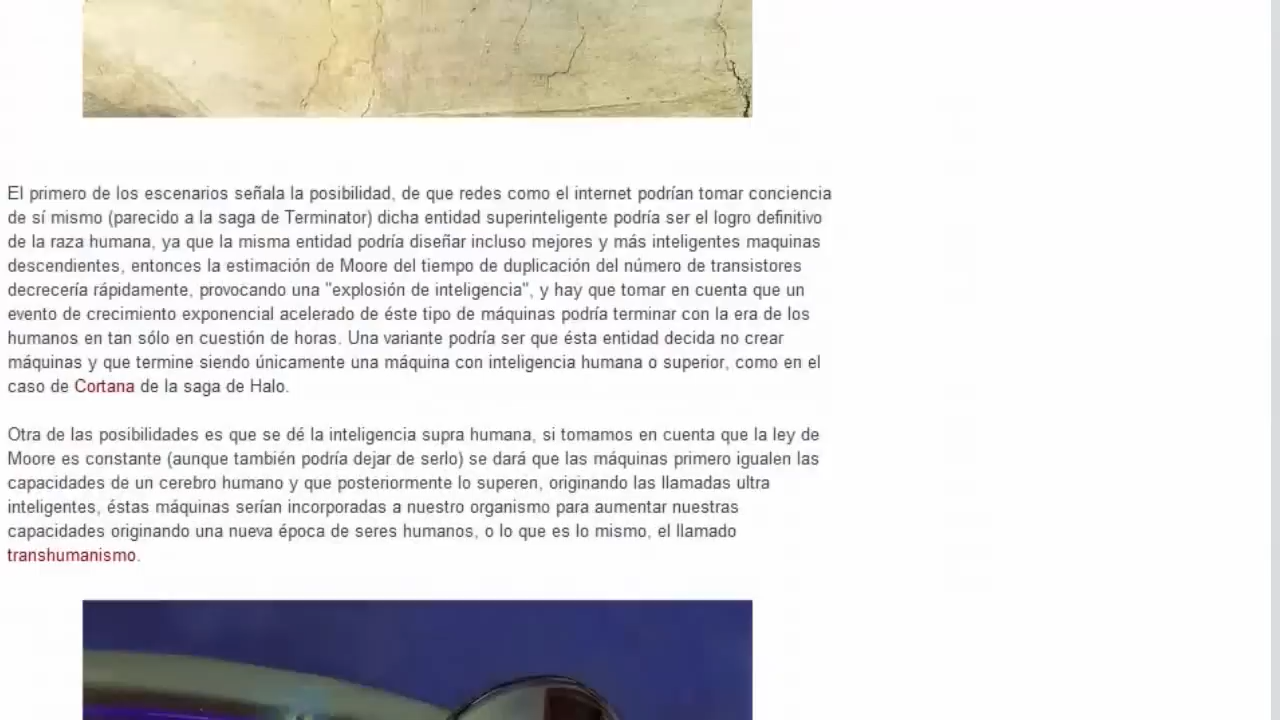 El primero de los escenarios señala la posibilidad, de que redes como el internet podrían tomar conciencia
de sí mismo (parecido a la saga de Terminator) dicha entidad superinteligente podría ser el logro definitivo
de la raza humana, ya que la misma entidad podría diseñar incluso mejores y más inteligentes maquinas
descendientes, entonces la estimación de Moore del tiempo de duplicación del número de transistores
decrecería rápidamente, provocando una "explosión de inteligencia", y hay que tomar en cuenta que un
evento de crecimiento exponencial acelerado de éste tipo de máquinas podría terminar con la era de los
humanos en tan sólo en cuestión de horas. Una variante podría ser que ésta entidad decida no crear
máquinas y que termine siendo únicamente una máquina con inteligencia humana o superior, como en el
caso de Cortana de la saga de Halo.
Otra de las posibilidades es que se dé la inteligencia supra humana, si tomamos en cuenta que la ley de
Moore es constante (aunque también podría dejar de serlo) se dará que las máquinas primero igualen las
capacidades de un cerebro humano y que posteriormente lo superen, originando las llamadas ultra
inteligentes, éstas máquinas serían incorporadas a nuestro organismo para aumentar nuestras
capacidades originando una nueva época de seres humanos, o lo que es lo mismo, el llamado
transhumanismo.